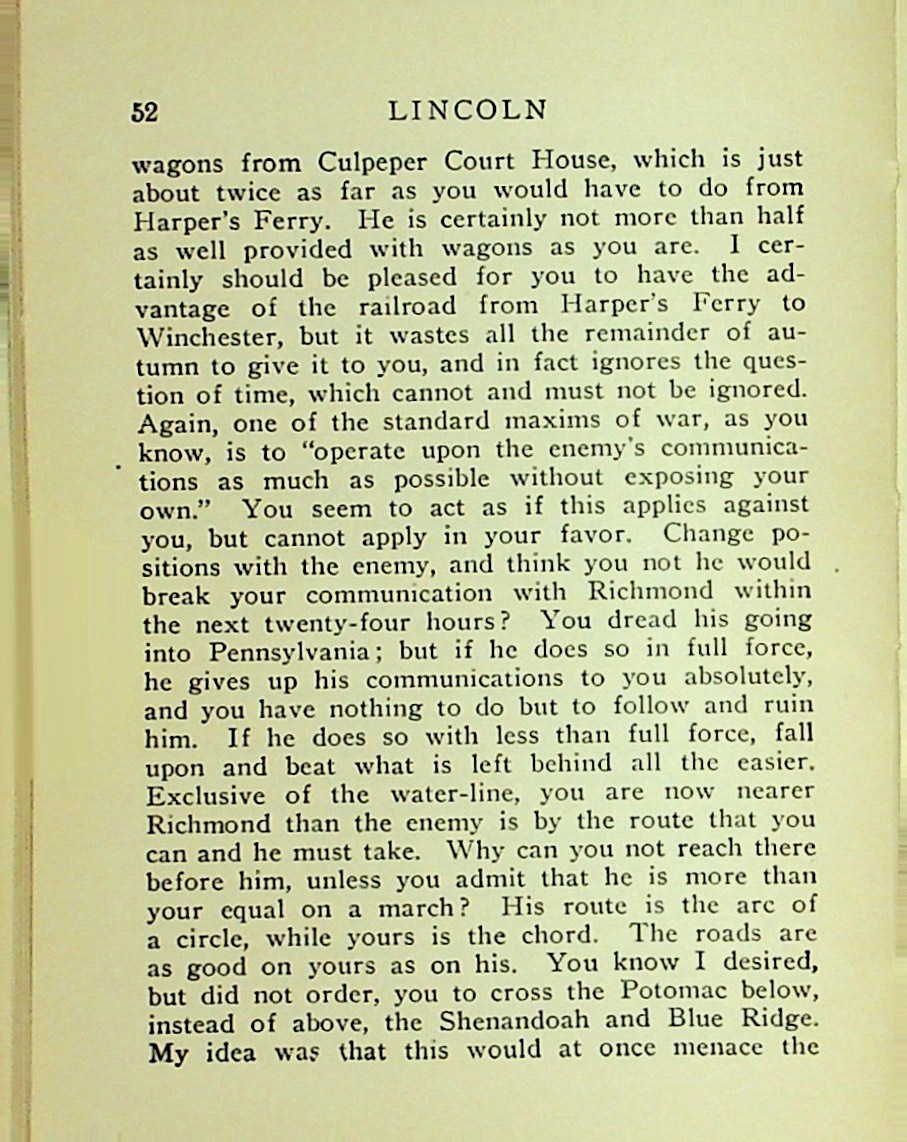 52 LINCOLN
wagons from Culpeper Court House, which is just
about twice as far as you would have to do from
Harper's Ferry. He is certainly not more than half
as well provided with wagons as you are. I cer-
tainly should be pleased for you to have the ad-
vantage of the railroad from Harper's Ferry to
Winchester, but it wastes all the remainder of au-
tumn to give it to you, and in fact ignores the ques-
tion of time, which cannot and must not be ignored.
Again, one of the standard maxims of war, as you
know, is to “operate upon the enemy's communica-
tions as much as possible without exposing your
own.” You seem to act as if this applies against
you, but cannot apply in your favor. Change po-
sitions with the enemy, and think you not he would
break your communication with Richmond within
the next twenty-four hours? You dread his going
into Pennsylvania; but if he does so in full force,
he gives up his communications to you absolutely,
and you have nothing to do but to follow and ruin
him. If he does so with less than full force, fall
upon and beat what is left behind all the easier.
Exclusive of the water-line, you are now nearer
Richmond than the enemy is by the route that you
can and he must take. Why can you not reach there
before him, unless you admit that he is more than
your equal on a march? His route is the arc of
a circle, while yours is the chord. The roads are
as good on yours as on his. You know I desired,
but did not order, you to cross the Potomac below,
instead of above, the Shenandoah and Blue Ridge.
My idea was that this would at once menace the